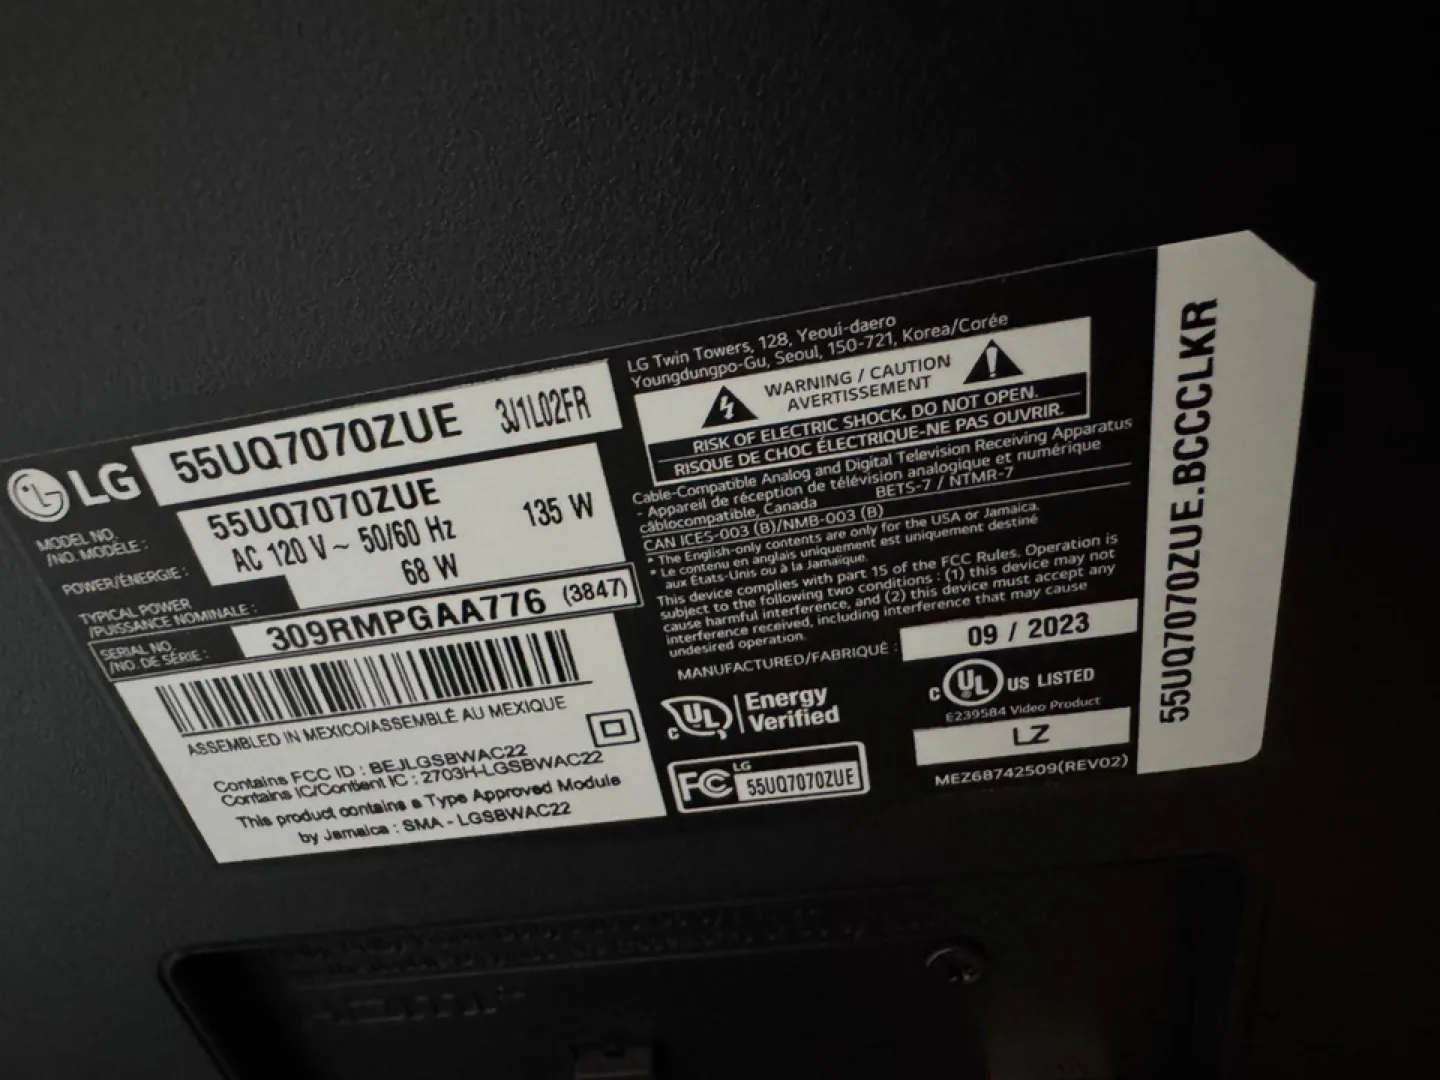 LG
55UQ7070ZUE 3J1L02FR
MODEL NO.
/NO. MODÈLE :
55UQ7070ZUE
POWER/ÉNERGIE :
AC 120 V ~ 50/60 Hz 135 W
TYPICAL POWER
/PUISSANCE NOMINALE :
68 W
SERIAL NO.
/NO. DE SÉRIE :
309RMPGAA776 (3847)
ASSEMBLED IN MEXICO/ASSEMBLÉ AU MEXIQUE
Contains FCC ID : BEJLGSBWAC22
Contains IC/Contient IC : 2703H-LGSBWAC22
This product contains a Type Approved Module
by Jamaica : SMA - LGSBWAC22
LG Twin Towers, 128, Yeoui-daero
Youngdungpo-Gu, Seoul, 150-721, Korea/Corée
WARNING / CAUTION
AVERTISSEMENT
RISK OF ELECTRIC SHOCK, DO NOT OPEN.
RISQUE DE CHOC ÉLECTRIQUE-NE PAS OUVRIR.
Cable-Compatible Analog and Digital Television Receiving Apparatus
- Appareil de réception de télévision analogique et numérique
câblocompatible, Canada BETS-7 / NTMR-7
CAN ICES-003 (B)/NMB-003 (B)
* The English-only contents are only for the USA or Jamaica.
* Le contenu en anglais uniquement est uniquement destiné
aux États-Unis ou à la Jamaïque.
This device complies with part 15 of the FCC Rules. Operation is
subject to the following two conditions : (1) this device may not
cause harmful interference, and (2) this device must accept any
interference received, including interference that may cause
undesired operation.
MANUFACTURED/FABRIQUÉ : 09 / 2023
c UL Energy
Verified
c UL US LISTED
E239584 Video Product
LZ
MEZ68742509(REV02)
FC LG
55UQ7070ZUE
55UQ7070ZUE.BCCCLKR